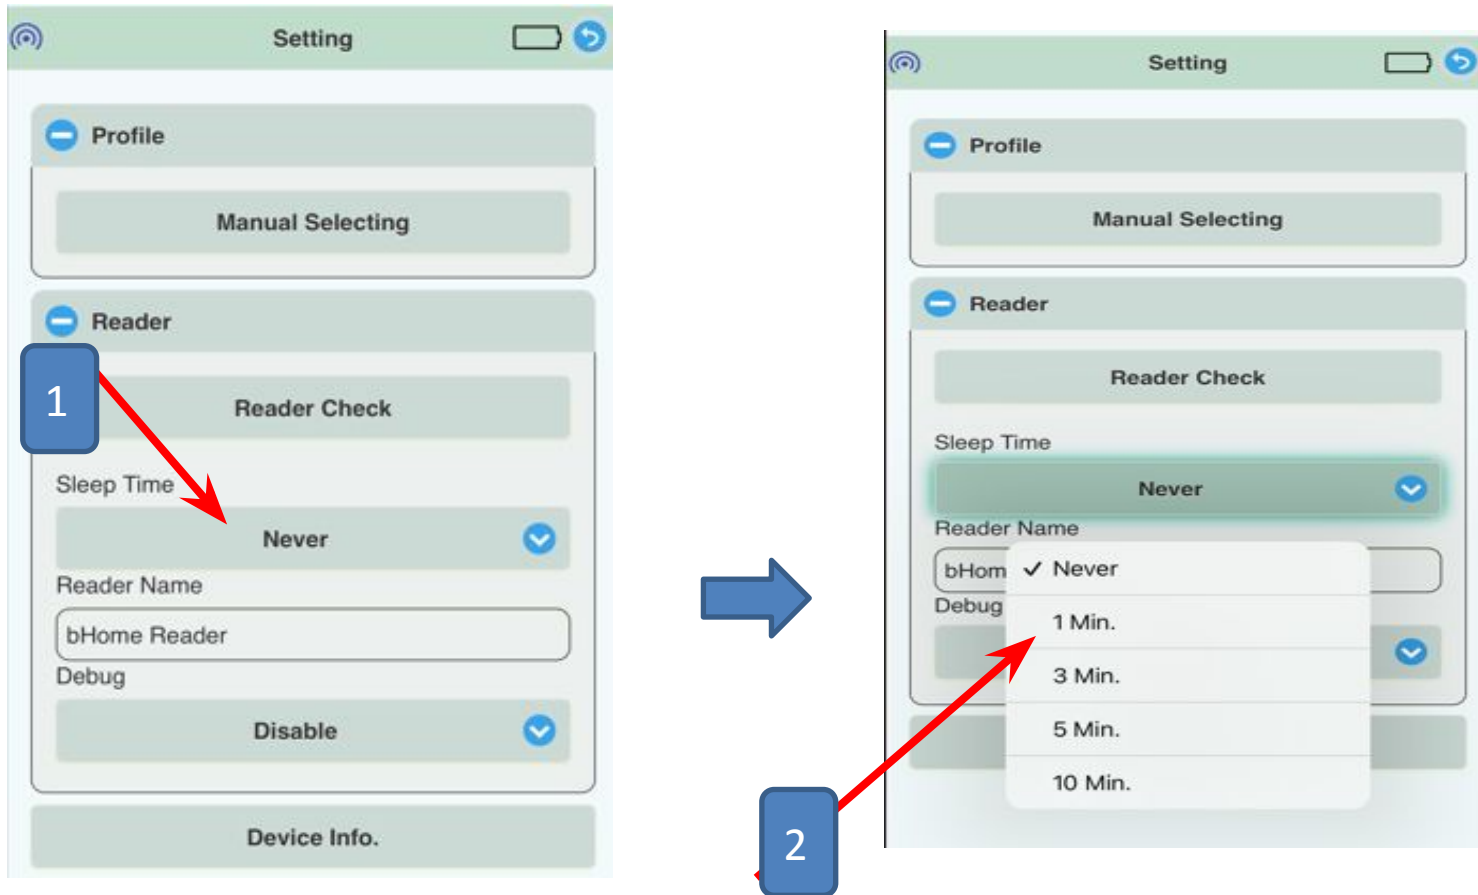 Setting
Profile
Manual Selecting
Reader
1
Reader Check
Sleep Time
Never
Reader Name
bHome Reader
Debug
Disable
Device Info.
Setting
Profile
Manual Selecting
Reader
Reader Check
Sleep Time
Never
Reader Name
bHom
✓ Never
Debug
1 Min.
3 Min.
5 Min.
10 Min.
2